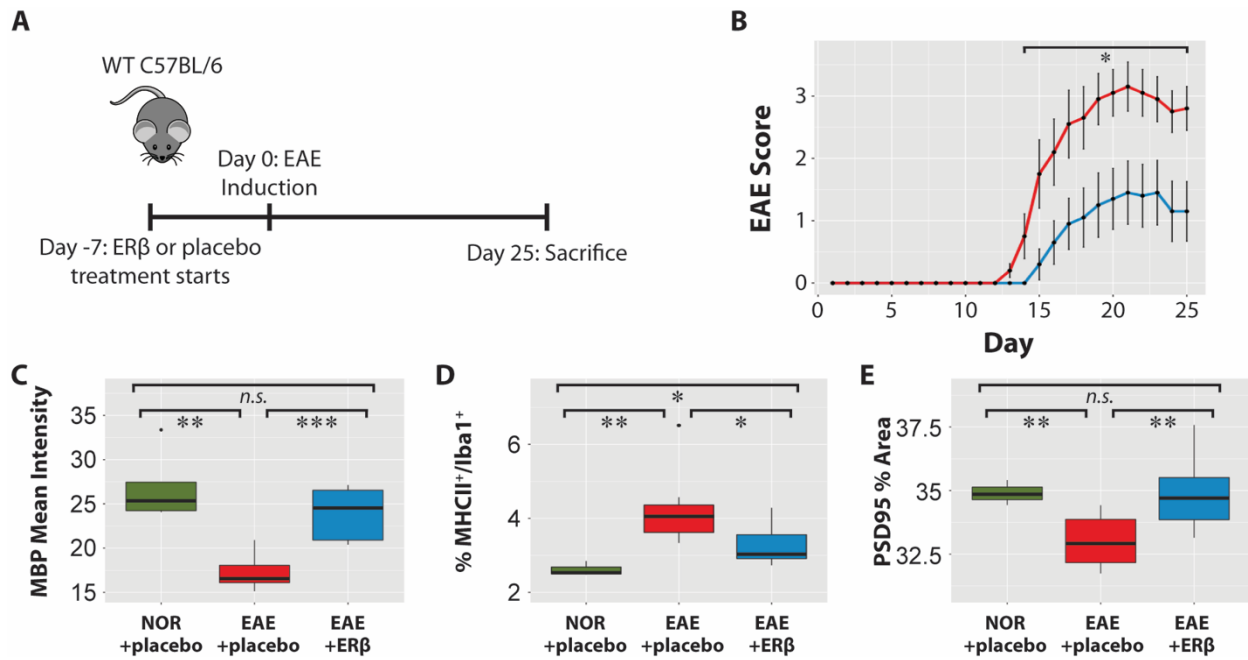 A
WT C57BL/6
Day 0: EAE
Induction
Day -7: ERβ or placebo
treatment starts
Day 25: Sacrifice
B
*
EAE Score
3
2
1
0
0
5
10
15
20
25
Day
C
n.s.
**
***
MBP Mean Intensity
35
30
25
20
15
NOR
+placebo
EAE
+placebo
EAE
+ERβ
D
*
**
*
% MHCII⁺/Iba1⁺
6
4
2
NOR
+placebo
EAE
+placebo
EAE
+ERβ
E
n.s.
**
**
PSD95 % Area
37.5
35
32.5
NOR
+placebo
EAE
+placebo
EAE
+ERβ